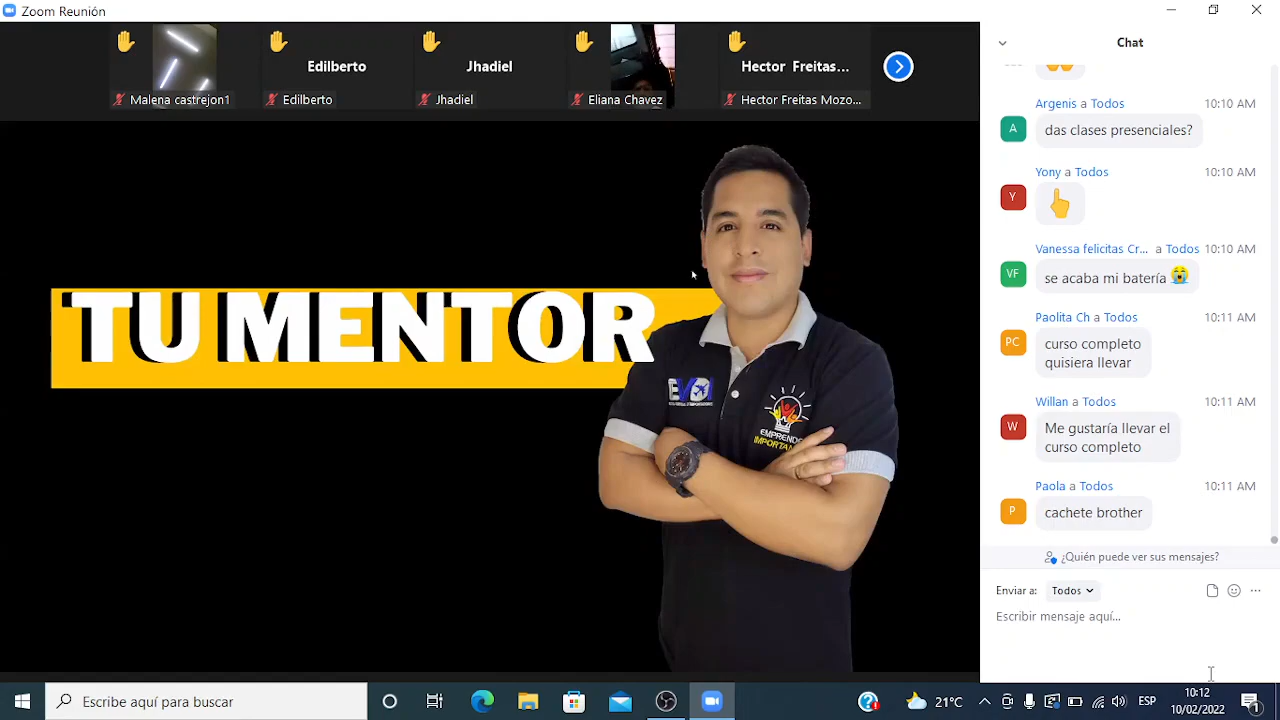 Zoom Reunión
Edilberto
Jhadiel
Hector Freitas...
Malena castrejon1
Edilberto
Jhadiel
Eliana Chavez
Hector Freitas Mozo...
TU MENTOR
EVOI
EMPRENDE
Chat
Argenis a Todos
10:10 AM
A
das clases presenciales?
Yony a Todos
10:10 AM
Y
Vanessa felicitas Cr... a Todos
10:10 AM
VF
se acaba mi batería
Paolita Ch a Todos
10:11 AM
PC
curso completo
quisiera llevar
Willan a Todos
10:11 AM
W
Me gustaría llevar el
curso completo
Paola a Todos
10:11 AM
P
cachete brother
¿Quién puede ver sus mensajes?
Enviar a: Todos
Escribir mensaje aquí...
Escribe aquí para buscar
21°C
ESP
10:12
10/02/2022
1